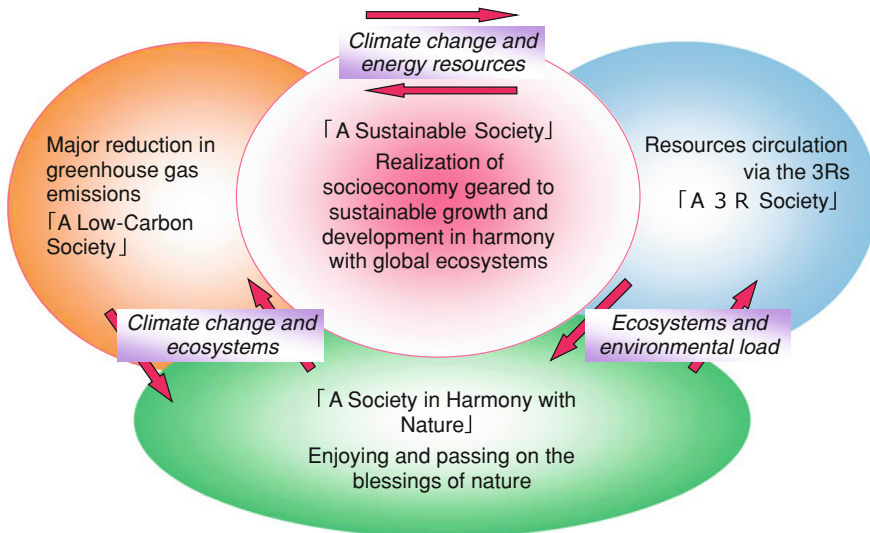 Climate change and
energy resources
Major reduction in
greenhouse gas
emissions
「A Low-Carbon
Society」
「A Sustainable Society」
Realization of
socioeconomy geared to
sustainable growth and
development in harmony
with global ecosystems
Resources circulation
via the 3Rs
「A 3 R Society」
Climate change and
ecosystems
Ecosystems and
environmental load
「A Society in Harmony with
Nature」
Enjoying and passing on the
blessings of nature